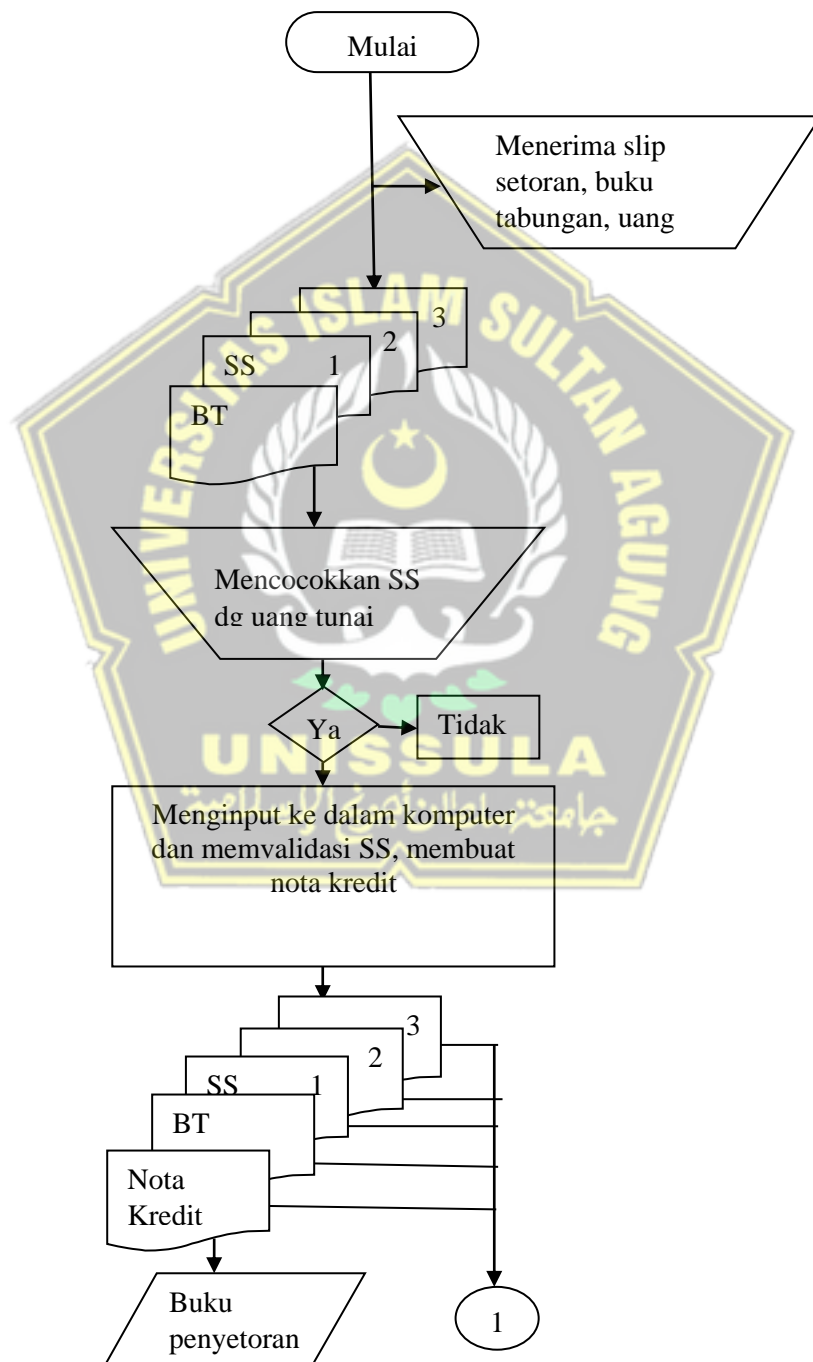 Mulai
Menerima slip
setoran, buku
tabungan, uang
3
2
SS 1
BT
UNIVERSITAS ISLAM SULTAN AGUNG
Mencocokkan SS
dg uang tunai
Ya
Tidak
UNISSULA
Menginput ke dalam komputer
dan memvalidasi SS, membuat
nota kredit
3
2
SS 1
BT
Nota
Kredit
Buku
penyetoran
1